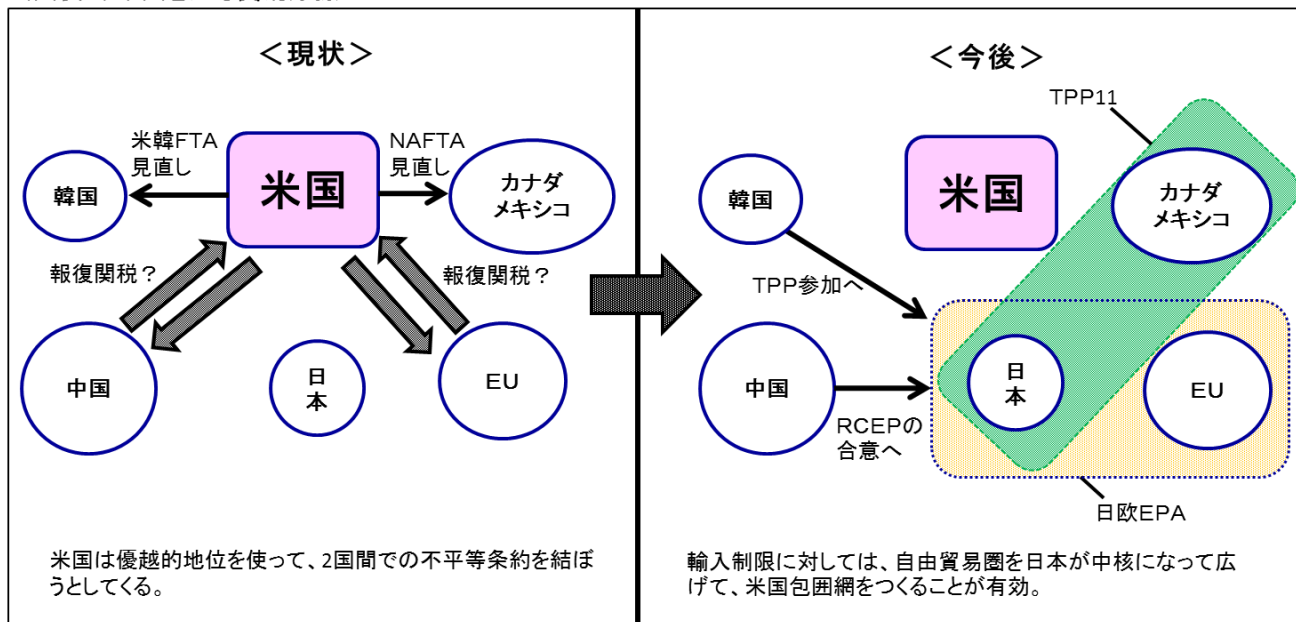 ＜現状＞
米韓FTA
見直し
米国
NAFTA
見直し
韓国
カナダ
メキシコ
報復関税？
報復関税？
中国
日
本
EU
米国は優越的地位を使って、2国間での不平等条約を結ぼ
うとしてくる。
＜今後＞
TPP11
韓国
米国
カナダ
メキシコ
TPP参加へ
中国
日
本
EU
RCEPの
合意へ
日欧EPA
輸入制限に対しては、自由貿易圏を日本が中核になって広
げて、米国包囲網をつくることが有効。